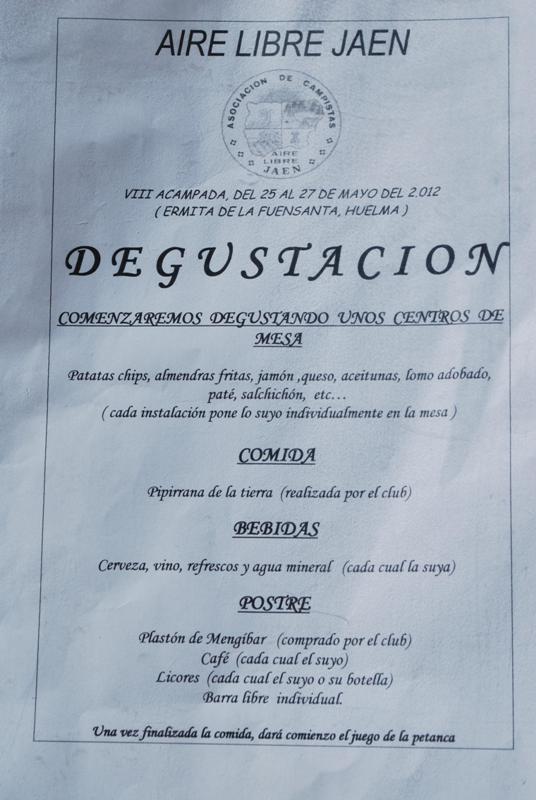 AIRE LIBRE JAEN
ASOCIACION DE CAMPISTAS
AIRE
LIBRE
JAEN
VIII ACAMPADA, DEL 25 AL 27 DE MAYO DEL 2.012
( ERMITA DE LA FUENSANTA, HUELMA )
DEGUSTACION
COMENZAREMOS DEGUSTANDO UNOS CENTROS DE
MESA
Patatas chips, almendras fritas, jamón ,queso, aceitunas, lomo adobado,
paté, salchichón, etc...
( cada instalación pone lo suyo individualmente en la mesa )
COMIDA
Pipirrana de la tierra (realizada por el club)
BEBIDAS
Cerveza, vino, refrescos y agua mineral (cada cual la suya)
POSTRE
Plastón de Mengíbar (comprado por el club)
Café (cada cual el suyo)
Licores (cada cual el suyo o su botella)
Barra libre individual.
Una vez finalizada la comida, dará comienzo el juego de la petanca